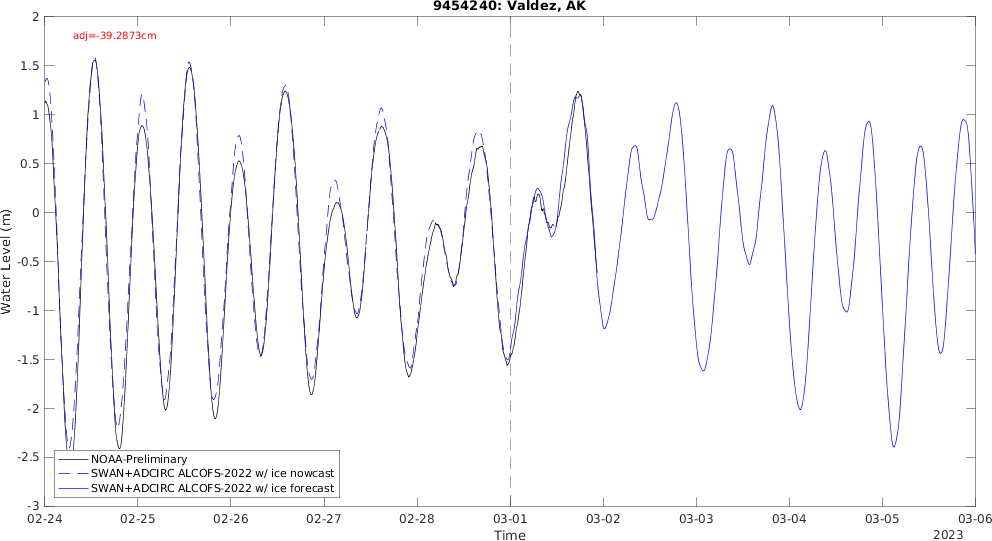 9454240: Valdez, AK
adj=-39.2873cm
Water Level (m)
2
1.5
1
0.5
0
-0.5
-1
-1.5
-2
-2.5
-3
NOAA-Preliminary
SWAN+ADCIRC ALCOFS-2022 w/ ice nowcast
SWAN+ADCIRC ALCOFS-2022 w/ ice forecast
02-24 02-25 02-26 02-27 02-28 03-01 03-02 03-03 03-04 03-05 03-06
Time
2023